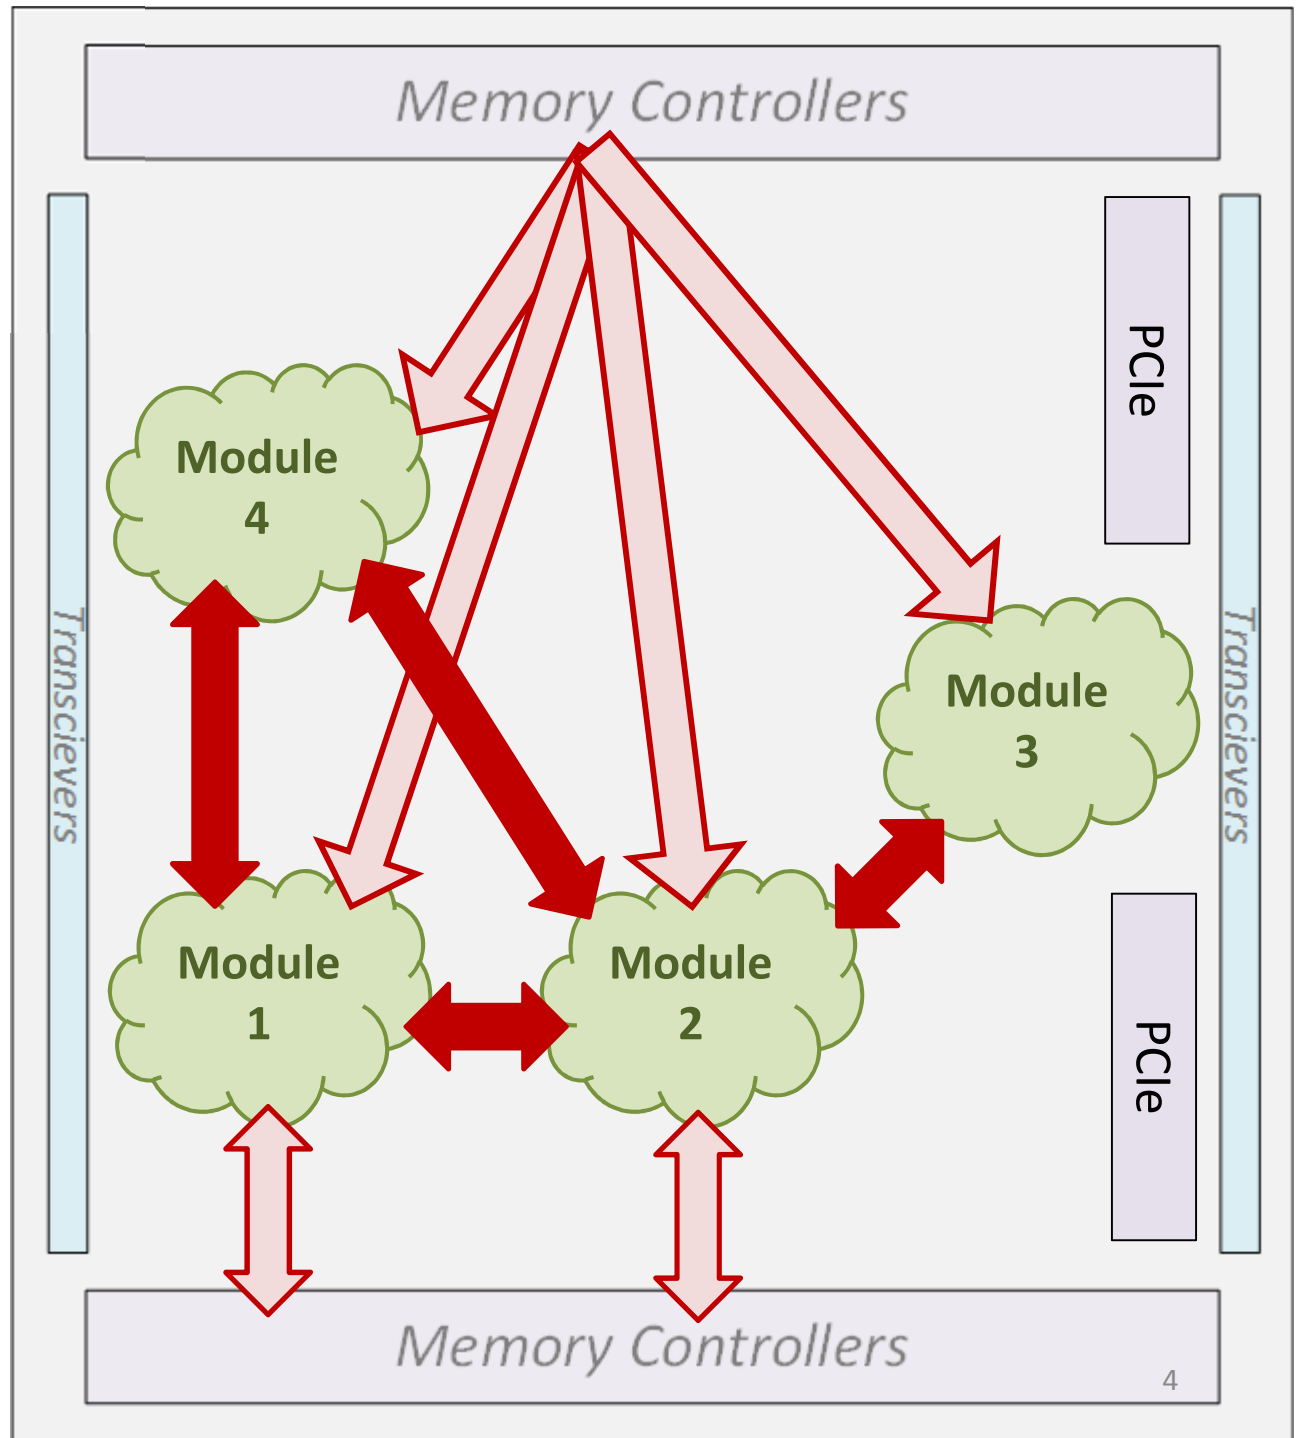 Memory Controllers
PCIe
Module
4
Transcievers
Transcievers
Module
3
Module
1
Module
2
PCIe
Memory Controllers
4